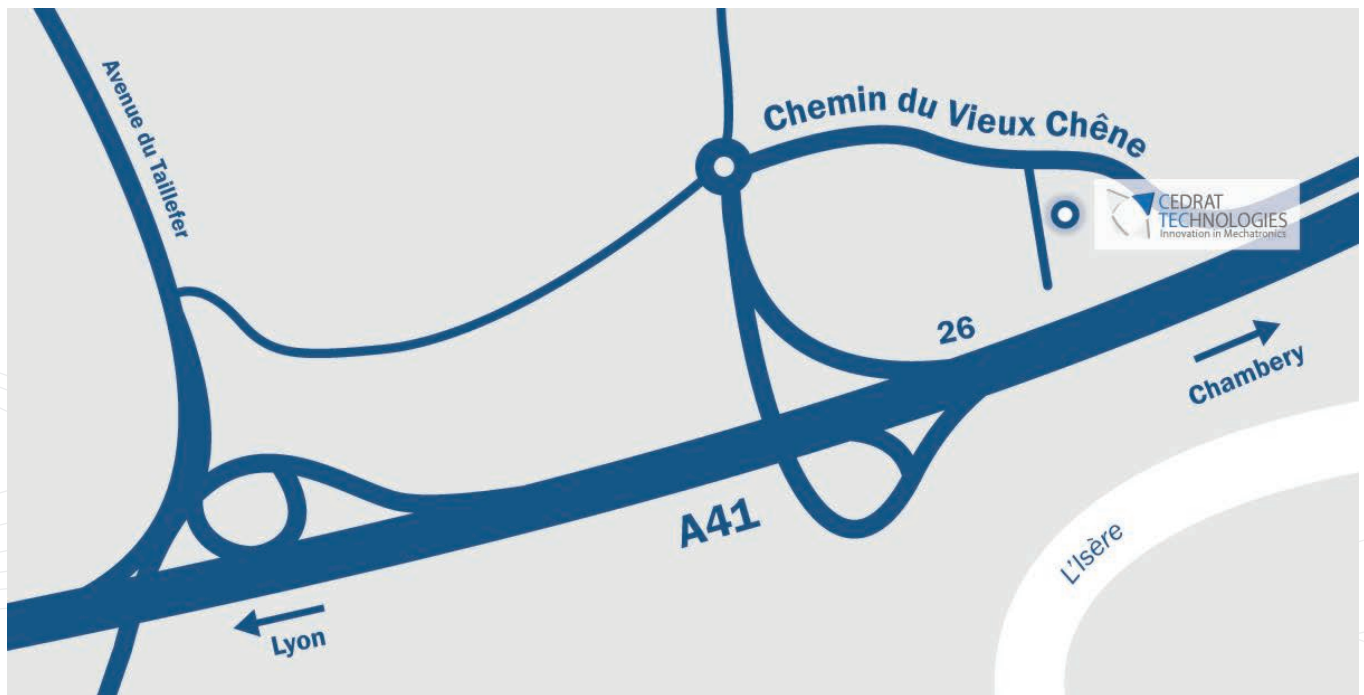 Avenue du Taillefer
Chemin du Vieux Chêne
CEDRAT
TECHNOLOGIES
Innovation in Mechatronics
26
Chambery
A41
L'Isère
Lyon